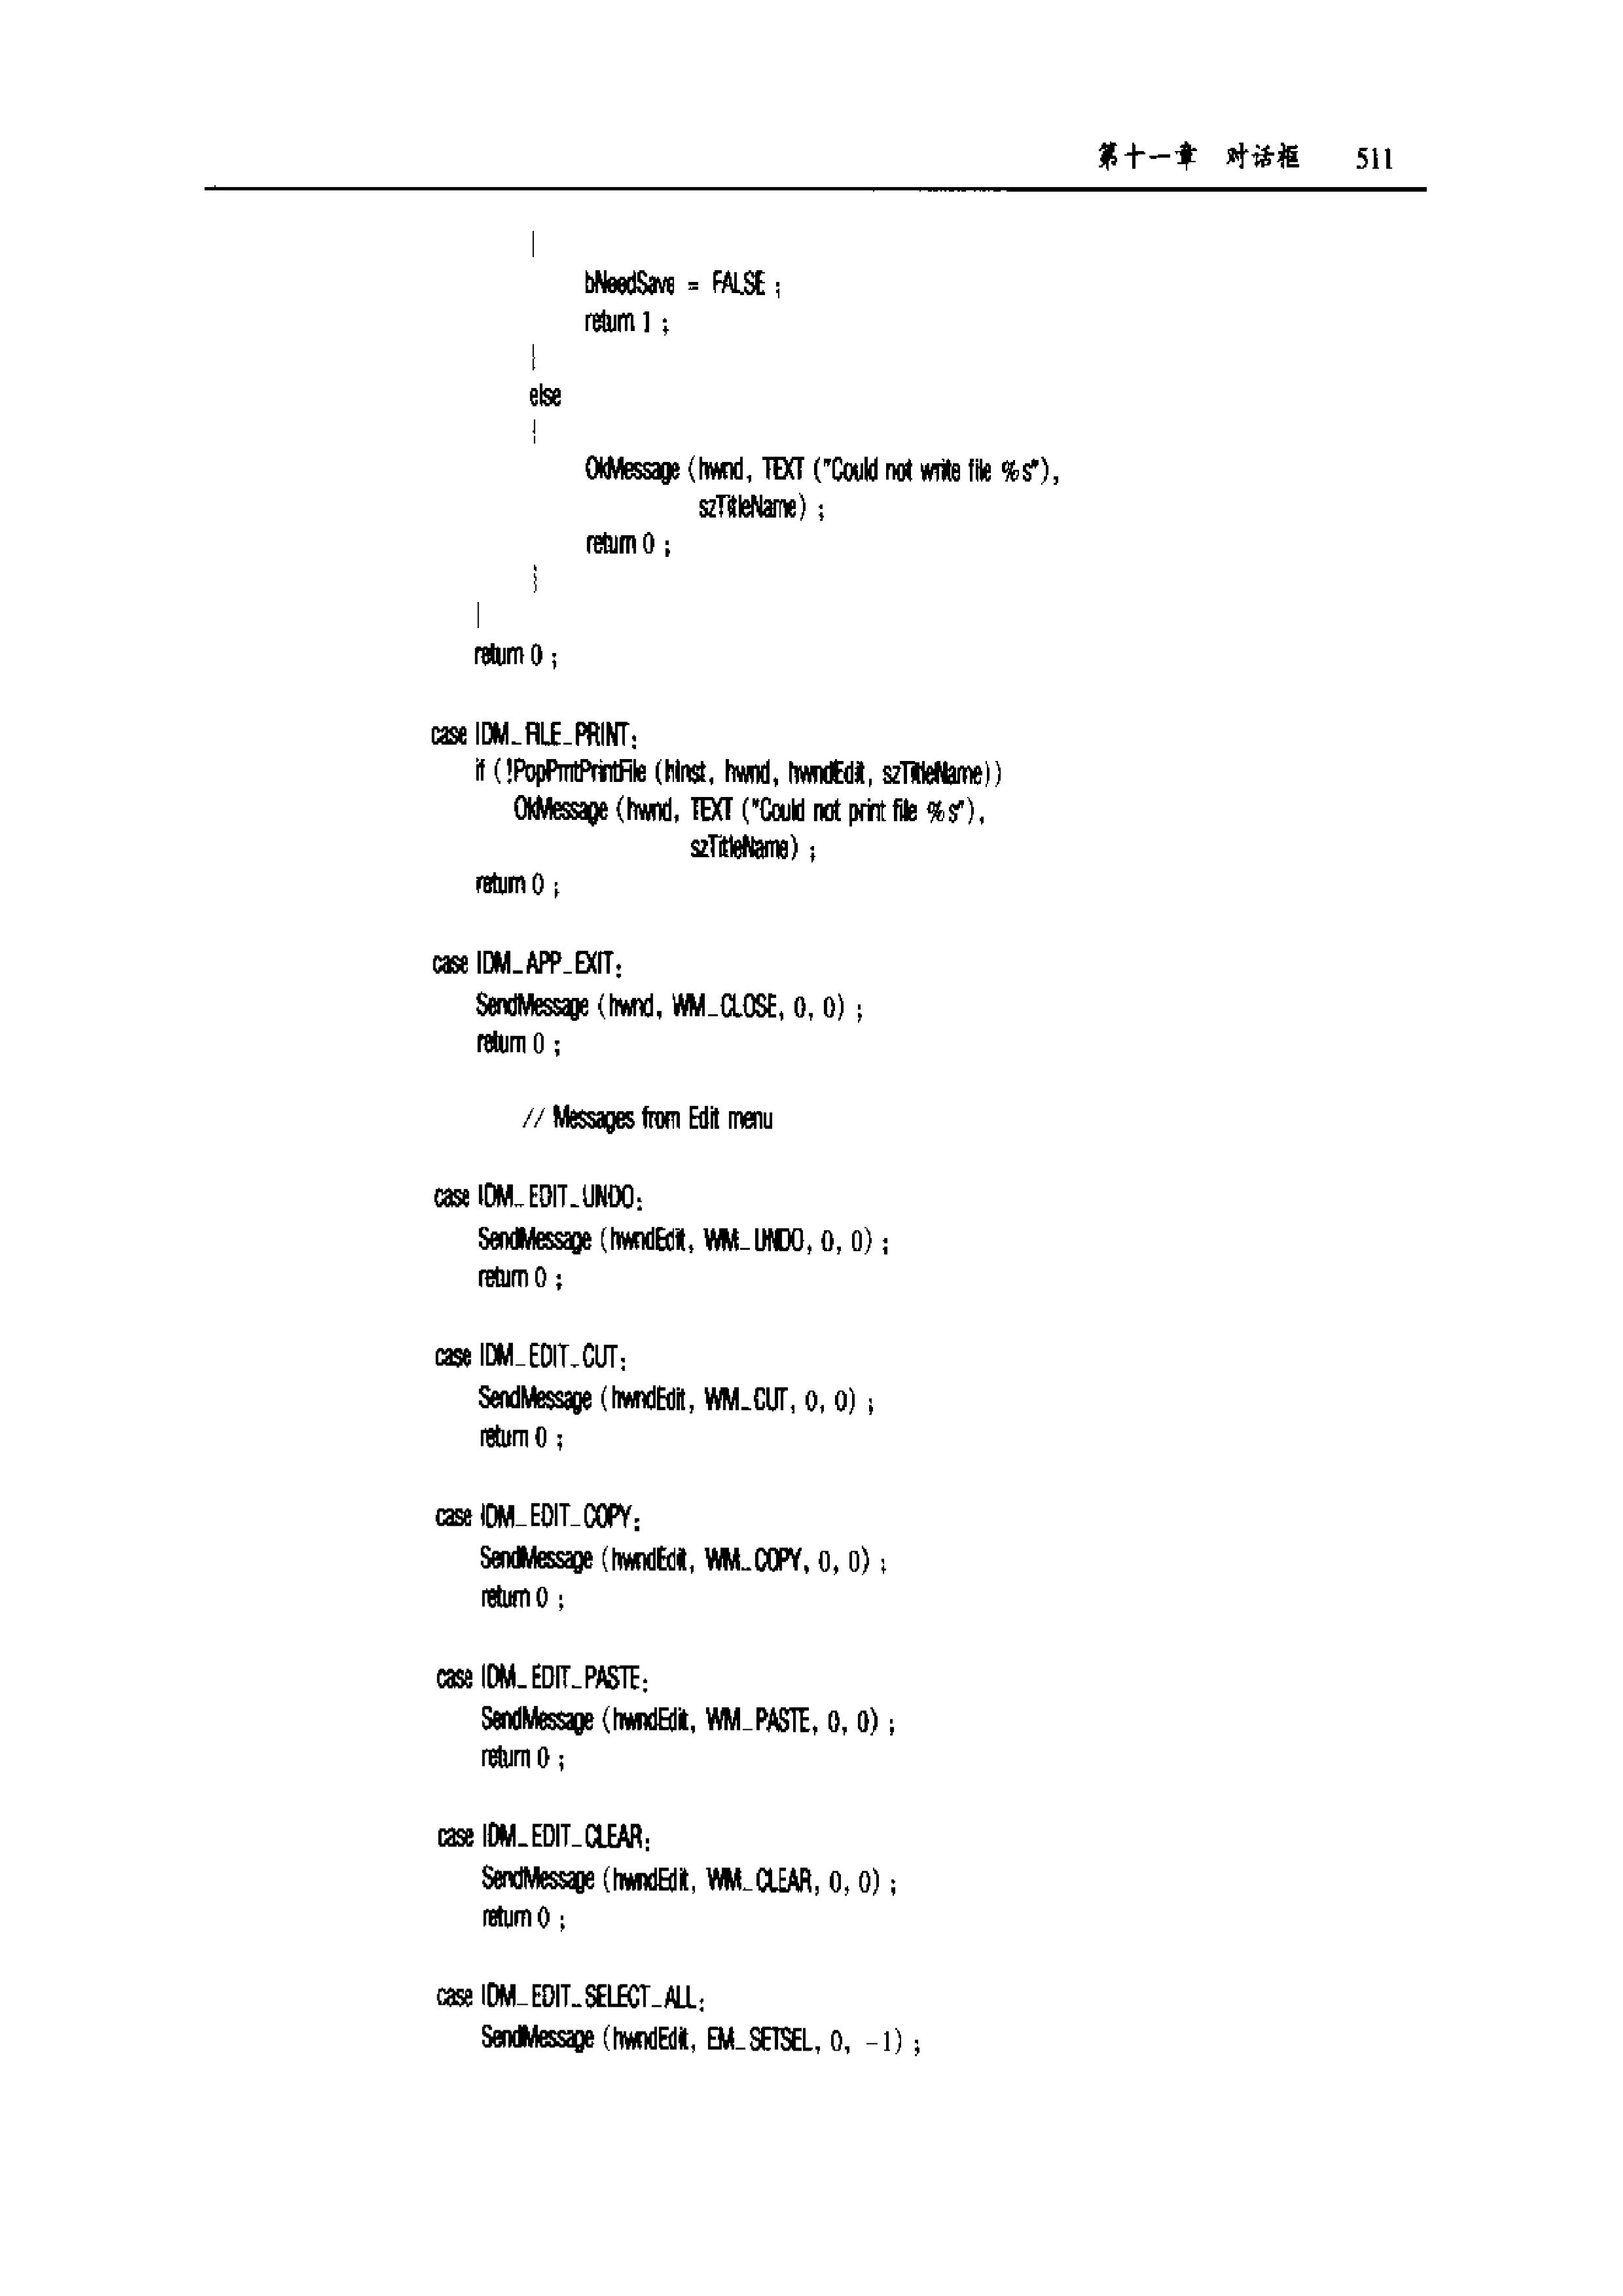 第十一章 对话框 511
{
bNeedSave = FALSE ;
return 1 ;
}
else
{
OkMessage (hwnd, TEXT ("Could not write file %s"),
szTitleName) ;
return 0 ;
}
}
return 0 ;
case IDM_FILE_PRINT:
if (!PopPrntPrintFile (hInst, hwnd, hwndEdit, szTitleName))
OkMessage (hwnd, TEXT ("Could not print file %s"),
szTitleName) ;
return 0 ;
case IDM_APP_EXIT:
SendMessage (hwnd, WM_CLOSE, 0, 0) ;
return 0 ;
// Messages from Edit menu
case IDM_EDIT_UNDO:
SendMessage (hwndEdit, WM_UNDO, 0, 0) ;
return 0 ;
case IDM_EDIT_CUT:
SendMessage (hwndEdit, WM_CUT, 0, 0) ;
return 0 ;
case IDM_EDIT_COPY:
SendMessage (hwndEdit, WM_COPY, 0, 0) ;
return 0 ;
case IDM_EDIT_PASTE:
SendMessage (hwndEdit, WM_PASTE, 0, 0) ;
return 0 ;
case IDM_EDIT_CLEAR:
SendMessage (hwndEdit, WM_CLEAR, 0, 0) ;
return 0 ;
case IDM_EDIT_SELECT_ALL:
SendMessage (hwndEdit, EM_SETSEL, 0, -1) ;